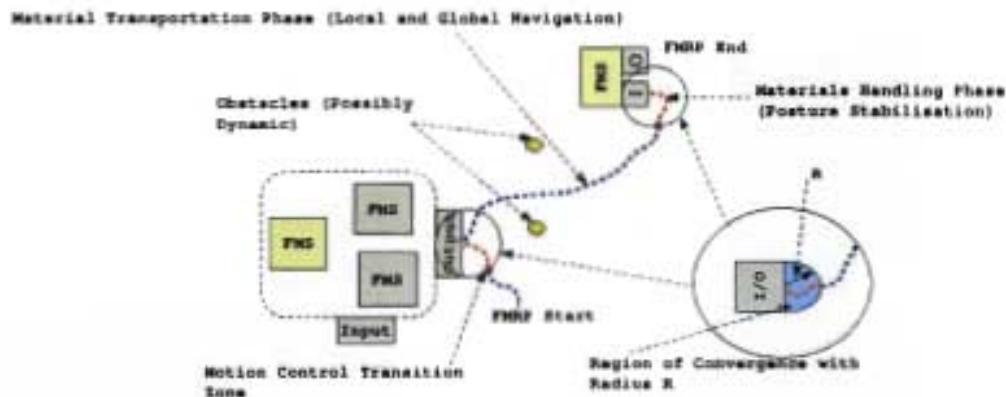 Material Transportation Phase (Local and Global Navigation)
FMRP End
O
I
FMS
Materials Handling Phase
(Posture Stabilisation)
Obstacles (Possibly
Dynamic)
R
FMS
FMS
FMS
Output
I/O
FMRP Start
Input
Motion Control Transition
Zone
Region of Convergence with
Radius R